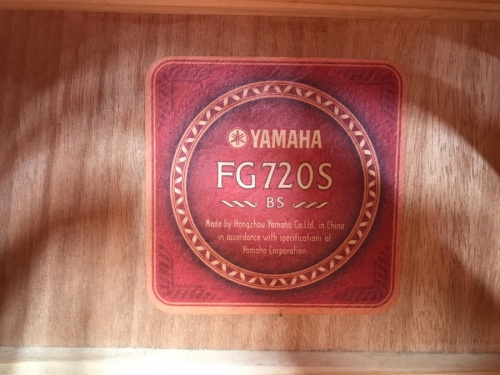 YAMAHA
FG720S
BS
Made by Hangzhou Yamaha Co.Ltd. in China
in accordance with specifications of
Yamaha Corporation